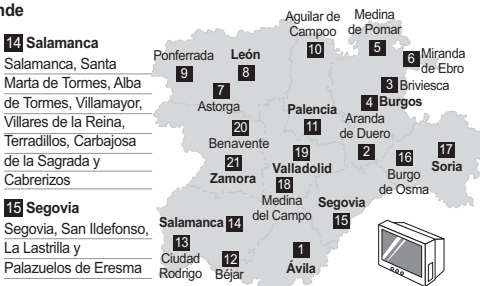 nde
14 Salamanca
Salamanca, Santa
Marta de Tormes, Alba
de Tormes, Villamayor,
Villares de la Reina,
Terradillos, Carbajosa
de la Sagrada y
Cabrerizos
15 Segovia
Segovia, San Ildefonso,
La Lastrilla y
Palazuelos de Eresma
Aguilar de
Campoo
10
Medina
de Pomar
5
6 Miranda
de Ebro
Ponferrada
9
León
8
7
Astorga
3 Briviesca
4 Burgos
Palencia
11
Aranda
de Duero
2
20
Benavente
21
Zamora
19
Valladolid
18
Medina
del Campo
16
Burgo
de Osma
17
Soria
Segovia
15
Salamanca 14
13
Ciudad
Rodrigo
12
Béjar
1
Ávila